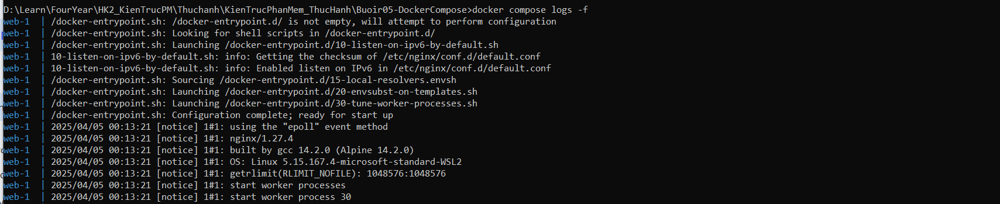 D:\Learn\FourYear\HK2_KienTrucPM\Thuchanh\KienTrucPhanMem_ThucHanh\Buoir05-DockerCompose>docker compose logs -f
web-1  | /docker-entrypoint.sh: /docker-entrypoint.d/ is not empty, will attempt to perform configuration
web-1  | /docker-entrypoint.sh: Looking for shell scripts in /docker-entrypoint.d/
web-1  | /docker-entrypoint.sh: Launching /docker-entrypoint.d/10-listen-on-ipv6-by-default.sh
web-1  | 10-listen-on-ipv6-by-default.sh: info: Getting the checksum of /etc/nginx/conf.d/default.conf
web-1  | 10-listen-on-ipv6-by-default.sh: info: Enabled listen on IPv6 in /etc/nginx/conf.d/default.conf
web-1  | /docker-entrypoint.sh: Sourcing /docker-entrypoint.d/15-local-resolvers.envsh
web-1  | /docker-entrypoint.sh: Launching /docker-entrypoint.d/20-envsubst-on-templates.sh
web-1  | /docker-entrypoint.sh: Launching /docker-entrypoint.d/30-tune-worker-processes.sh
web-1  | /docker-entrypoint.sh: Configuration complete; ready for start up
web-1  | 2025/04/05 00:13:21 [notice] 1#1: using the "epoll" event method
web-1  | 2025/04/05 00:13:21 [notice] 1#1: nginx/1.27.4
web-1  | 2025/04/05 00:13:21 [notice] 1#1: built by gcc 14.2.0 (Alpine 14.2.0)
web-1  | 2025/04/05 00:13:21 [notice] 1#1: OS: Linux 5.15.167.4-microsoft-standard-WSL2
web-1  | 2025/04/05 00:13:21 [notice] 1#1: getrlimit(RLIMIT_NOFILE): 1048576:1048576
web-1  | 2025/04/05 00:13:21 [notice] 1#1: start worker processes
web-1  | 2025/04/05 00:13:21 [notice] 1#1: start worker process 30